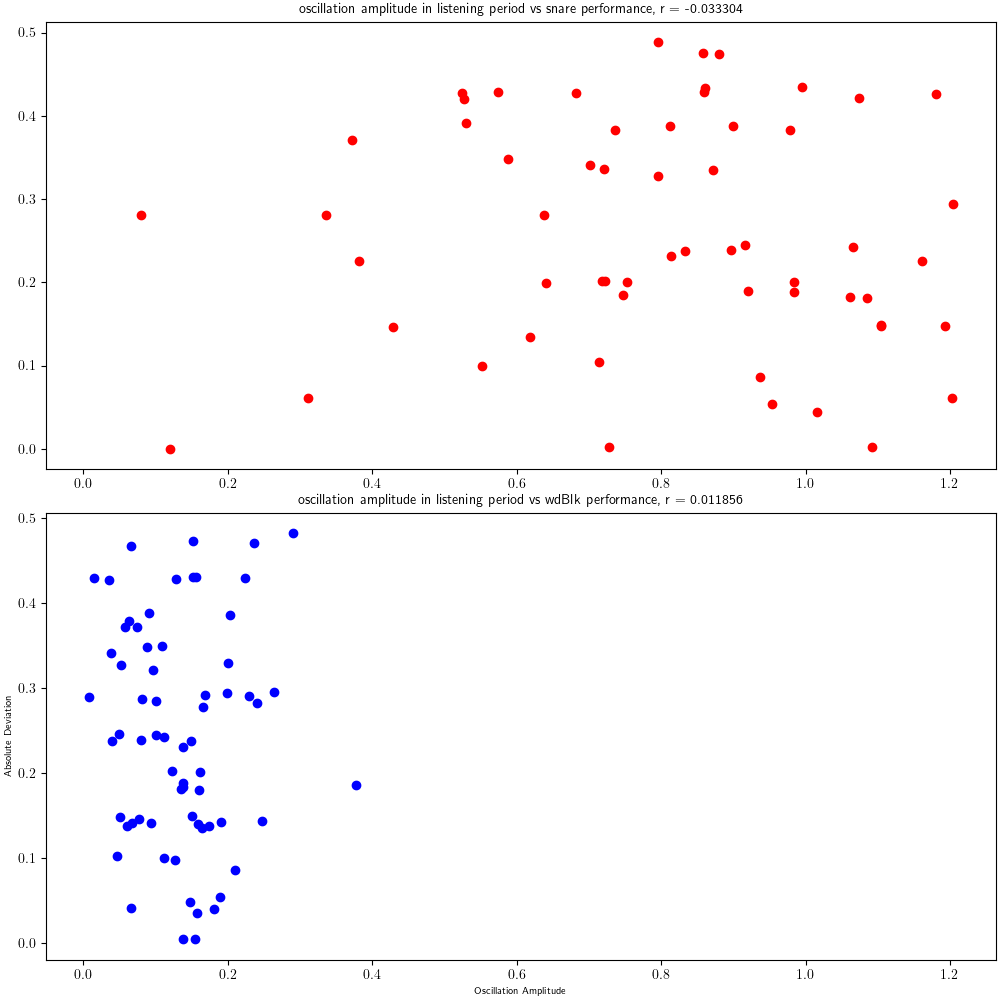 oscillation amplitude in listening period vs snare performance, r = -0.033304
0.5
0.4
0.3
0.2
0.1
0.0
0.0 0.2 0.4 0.6 0.8 1.0 1.2
oscillation amplitude in listening period vs wdBlk performance, r = 0.011856
0.5
0.4
0.3
0.2
0.1
0.0
Absolute Deviation
0.0 0.2 0.4 0.6 0.8 1.0 1.2
Oscillation Amplitude